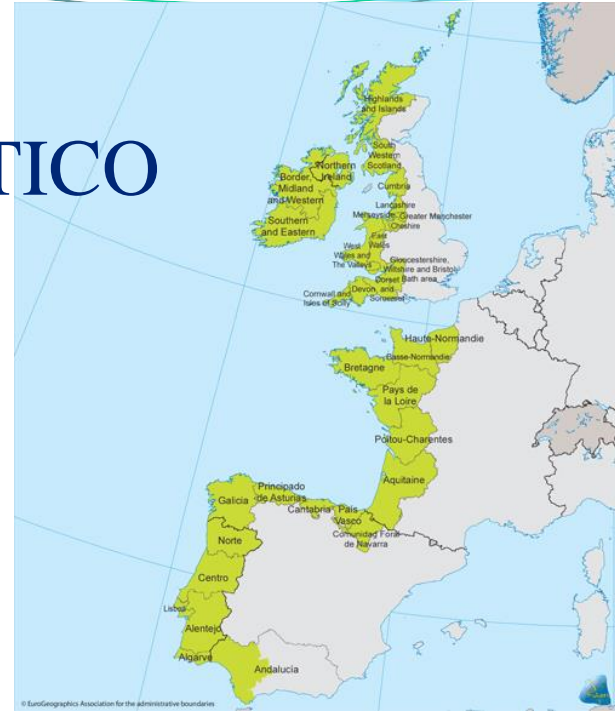 TICO
Highlands
and Islands
South
Western
Scotland
Northern
Ireland
Border,
Midland
and Western
Southern
and Eastern
Cumbria
Lancashire
Merseyside
Greater Manchester
Cheshire
East
Wales
West
Wales and
The Valleys
Gloucestershire,
Wiltshire and Bristol/
Bath area
Dorset
Devon, and
Somerset
Cornwall and
Isles of Scilly
Haute-Normandie
Basse-Normandie
Bretagne
Pays de
la Loire
Poitou-Charentes
Aquitaine
Principado
de Asturias
Galicia
Cantabria
País
Vasco
Comunidad Foral
de Navarra
Norte
Centro
Lisboa
Alentejo
Algarve
Andalucía
© EuroGeographics Association for the administrative boundaries